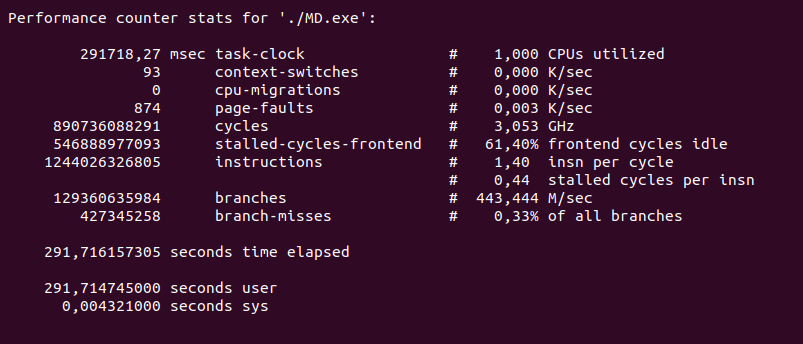 Performance counter stats for './MD.exe':
291718,27 msec task-clock # 1,000 CPUs utilized
93 context-switches # 0,000 K/sec
0 cpu-migrations # 0,000 K/sec
874 page-faults # 0,003 K/sec
890736088291 cycles # 3,053 GHz
546888977093 stalled-cycles-frontend # 61,40% frontend cycles idle
1244026326805 instructions # 1,40 insn per cycle
# 0,44 stalled cycles per insn
129360635984 branches # 443,444 M/sec
427345258 branch-misses # 0,33% of all branches
291,716157305 seconds time elapsed
291,714745000 seconds user
0,004321000 seconds sys